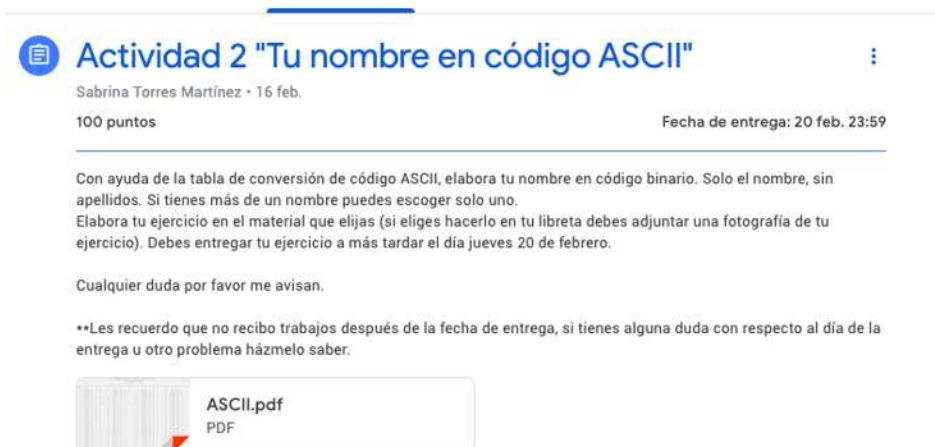 Actividad 2 "Tu nombre en código ASCII"
Sabrina Torres Martínez • 16 feb.
100 puntos
Fecha de entrega: 20 feb. 23:59
Con ayuda de la tabla de conversión de código ASCII, elabora tu nombre en código binario. Solo el nombre, sin
apellidos. Si tienes más de un nombre puedes escoger solo uno.
Elabora tu ejercicio en el material que elijas (si eliges hacerlo en tu libreta debes adjuntar una fotografía de tu
ejercicio). Debes entregar tu ejercicio a más tardar el día jueves 20 de febrero.
Cualquier duda por favor me avisan.
**Les recuerdo que no recibo trabajos después de la fecha de entrega, si tienes alguna duda con respecto al día de la
entrega u otro problema házmelo saber.
ASCII.pdf
PDF